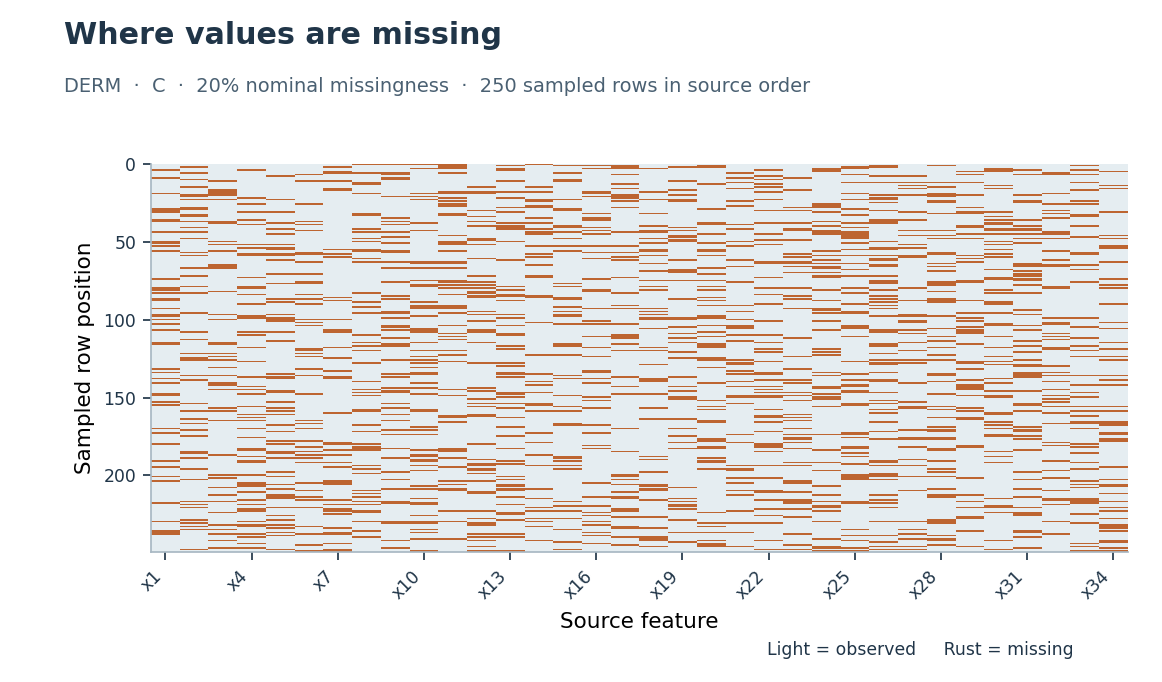 Where values are missing
DERM · C · 20% nominal missingness · 250 sampled rows in source order
0
50
100
150
200
Sampled row position
x1 x4 x7 x10 x13 x16 x19 x22 x25 x28 x31 x34
Source feature
Light = observed Rust = missing